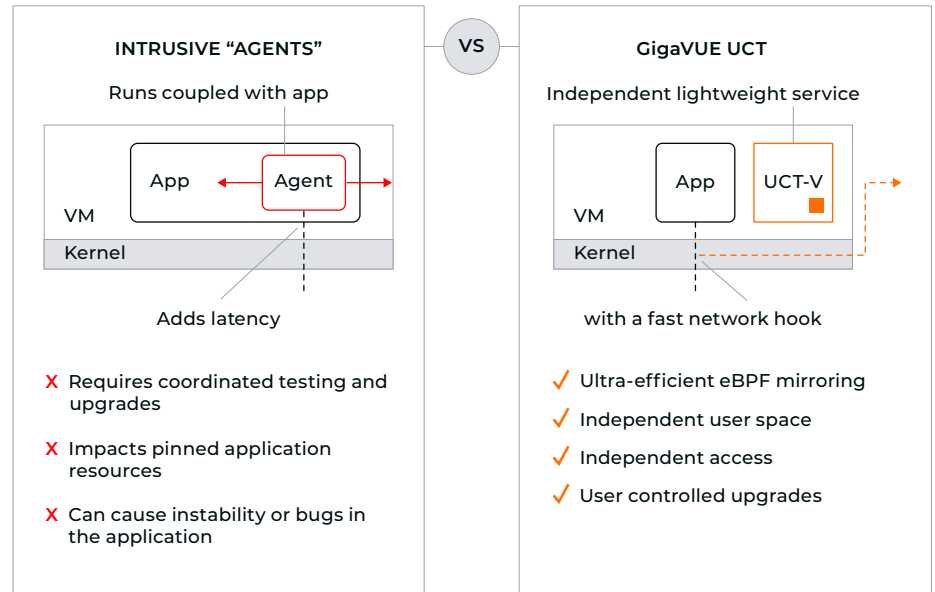 INTRUSIVE “AGENTS”
Runs coupled with app
App
Agent
VM
Kernel
Adds latency
X Requires coordinated testing and
upgrades
X Impacts pinned application
resources
X Can cause instability or bugs in
the application
VS
GigaVUE UCT
Independent lightweight service
App
UCT-V
VM
Kernel
with a fast network hook
✓ Ultra-efficient eBPF mirroring
✓ Independent user space
✓ Independent access
✓ User controlled upgrades